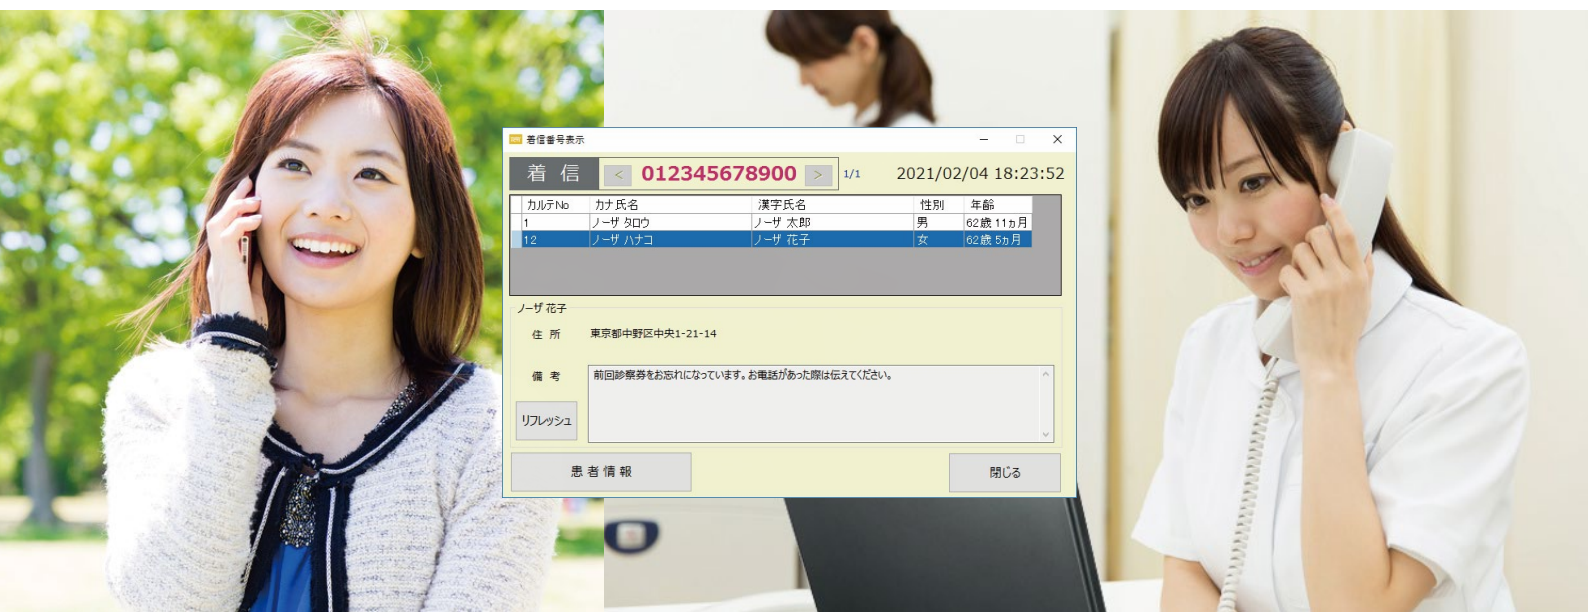 着信番号表示
着 信 < 012345678900 > 1/1 2021/02/04 18:23:52
カルテNo カナ氏名 漢字氏名 性別 年齢
1 ノーザ タロウ ノーザ 太郎 男 62歳 11ヵ月
12 ノーザ ハナコ ノーザ 花子 女 62歳 5ヵ月
ノーザ 花子
住 所 東京都中野区中央1-21-14
備 考 前回診察券をお忘れになっています。お電話があった際は伝えてください。
リフレッシュ
患 者 情 報 閉じる